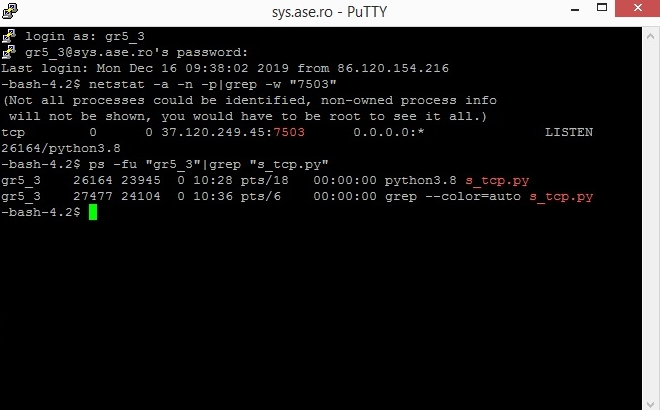 sys.ase.ro - PuTTY
login as: gr5_3
gr5_3@sys.ase.ro's password:
Last login: Mon Dec 16 09:38:02 2019 from 86.120.154.216
-bash-4.2$ netstat -a -n -p|grep -w "7503"
(Not all processes could be identified, non-owned process info
 will not be shown, you would have to be root to see it all.)
tcp        0      0 37.120.249.45:7503      0.0.0.0:*               LISTEN
26164/python3.8
-bash-4.2$ ps -fu "gr5_3"|grep "s_tcp.py"
gr5_3    26164 23945  0 10:28 pts/18   00:00:00 python3.8 s_tcp.py
gr5_3    27477 24104  0 10:36 pts/6    00:00:00 grep --color=auto s_tcp.py
-bash-4.2$